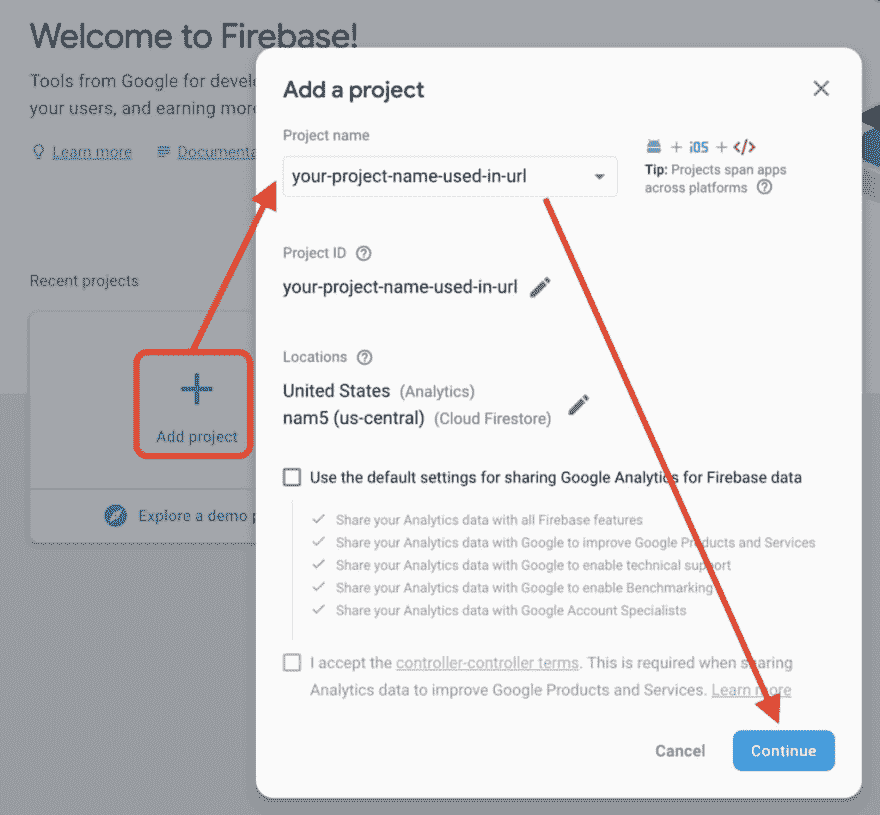 Welcome to Firebase!
Tools from Google for devel
your users, and earning more
Learn more
Documenta
Recent projects
Add project
Explore a demo p
Add a project
Project name
your-project-name-used-in-url
+ iOS + </>
Tip: Projects span apps
across platforms
Project ID
your-project-name-used-in-url
Locations
United States (Analytics)
nam5 (us-central) (Cloud Firestore)
Use the default settings for sharing Google Analytics for Firebase data
Share your Analytics data with all Firebase features
Share your Analytics data with Google to improve Google Products and Services
Share your Analytics data with Google to enable technical support
Share your Analytics data with Google to enable Benchmarking
Share your Analytics data with Google Account Specialists
I accept the controller-controller terms. This is required when sharing
Analytics data to improve Google Products and Services. Learn more
Cancel
Continue